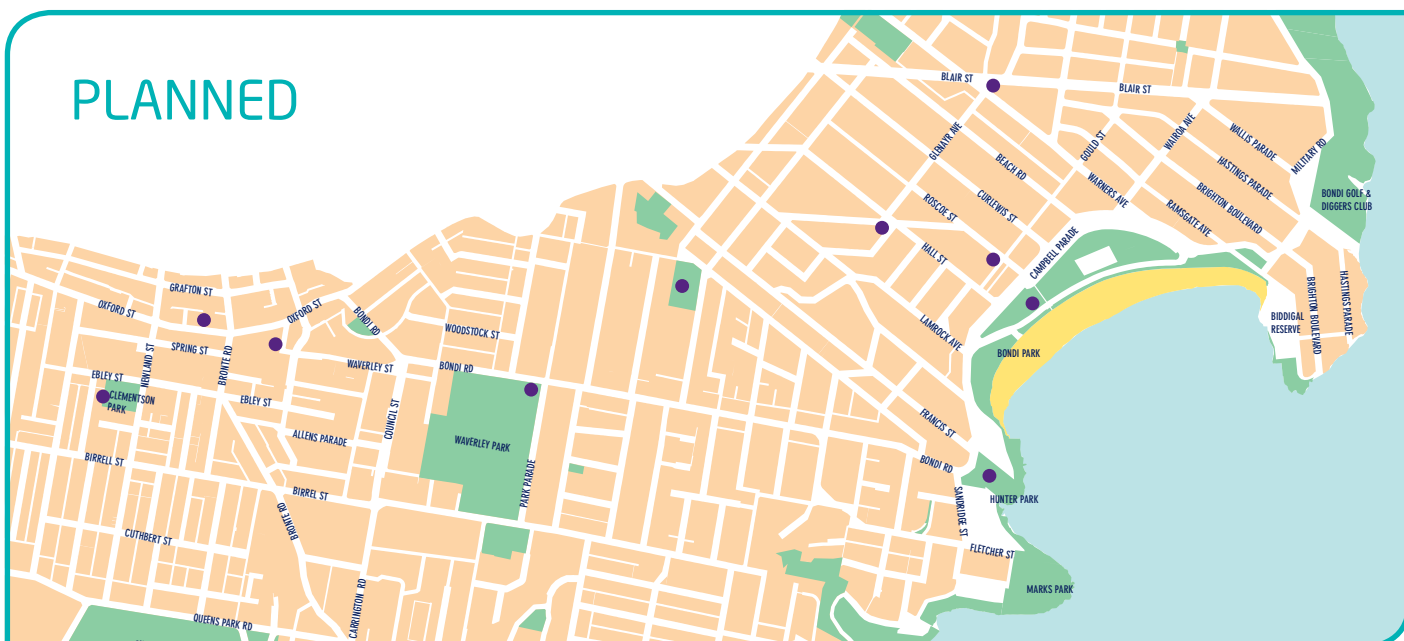 PLANNED
BLAIR ST
BLAIR ST
GLENAYR AVE
BEACH RD
GOULD ST
WAIROA AVE
WALLIS PARADE
MILITARY RD
HASTINGS PARADE
BRIGHTON BOULEVARD
WARNERS AVE
RAMSGATE AVE
BONDI GOLF &
DIGGERS CLUB
CURLEWIS ST
ROSCOE ST
HALL ST
CAMPBELL PARADE
LAMROCK AVE
BONDI PARK
BIDDIGAL
RESERVE
BRIGHTON BOULEVARD
HASTINGS PARADE
GRAFTON ST
OXFORD ST
OXFORD ST
BONDI RD
WOODSTOCK ST
SPRING ST
NEWLAND ST
BRONTE RD
WAVERLEY ST
BONDI RD
EBLEY ST
CLEMENTSON
PARK
EBLEY ST
ALLENS PARADE
COUNCIL ST
WAVERLEY PARK
PARK PARADE
FRANCIS ST
BONDI RD
BIRRELL ST
BIRREL ST
BRONTE RD
SANDRIDGE ST
HUNTER PARK
CUTHBERT ST
FLETCHER ST
MARKS PARK
CARRINGTON RD
QUEENS PARK RD